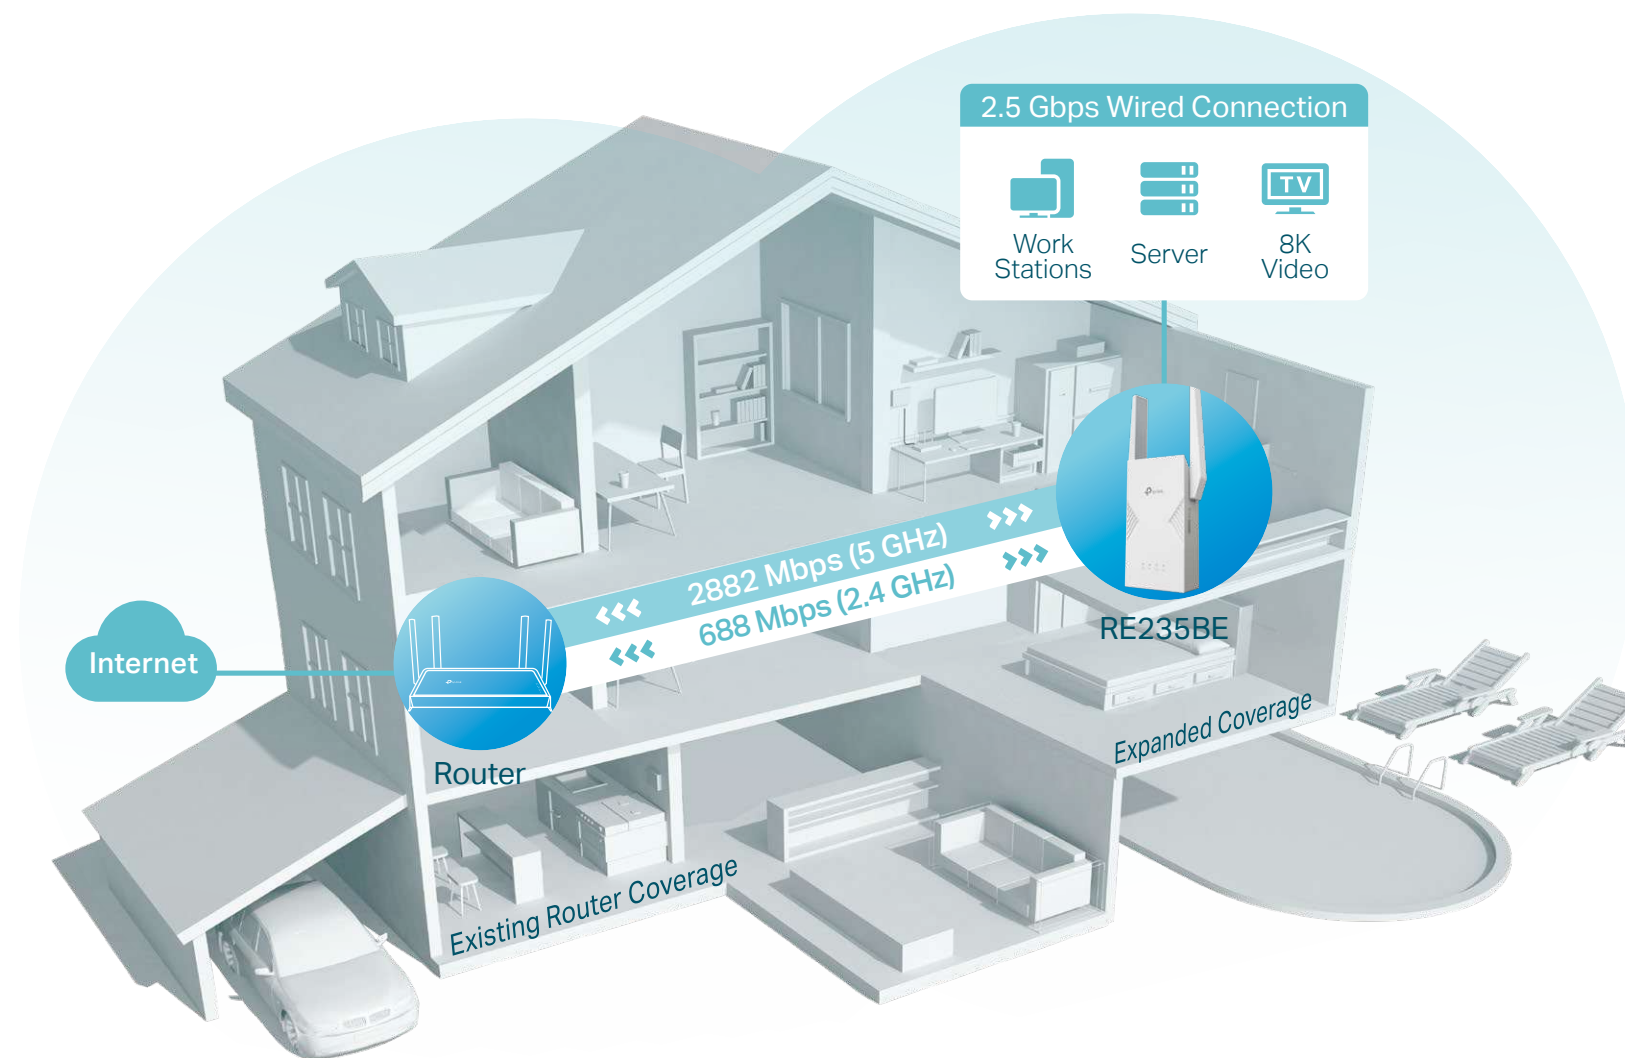 2.5 Gbps Wired Connection
TV
Work
Stations
Server
8K
Video
2882 Mbps (5 GHz)
688 Mbps (2.4 GHz)
RE235BE
Internet
Router
Expanded Coverage
Existing Router Coverage